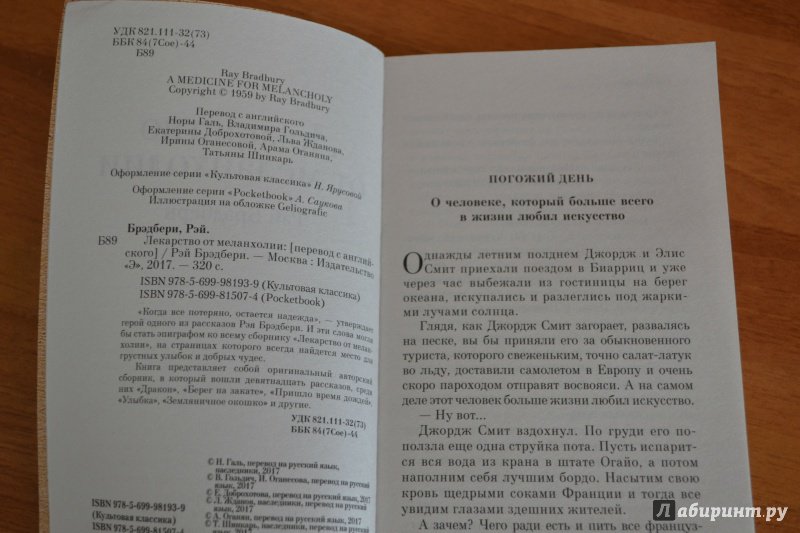 УДК 821.111-32(73)
ББК 84(7Сое)-44
Б89
Ray Bradbury
A MEDICINE FOR MELANCHOLY
Copyright © 1959 by Ray Bradbury
Перевод с английского
Норы Галь, Владимира Гольдича,
Екатерины Доброхотовой, Льва Жданова,
Ирины Оганесовой, Арама Оганяна,
Татьяны Шинкарь
Оформление серии «Культовая классика» Н. Ярусовой
Оформление серии «Pocketbook» А. Саукова
Иллюстрация на обложке Geliografic
Брэдбери, Рэй.
Б89
Лекарство от меланхолии: [перевод с англий-
ского] / Рэй Брэдбери. — Москва : Издательство
«Э», 2017. — 320 с.
ISBN 978-5-699-98193-9 (Культовая классика)
ISBN 978-5-699-81507-4 (Pocketbook)
«Когда все потеряно, остается надежда», — утверждает
герой одного из рассказов Рэя Брэдбери. И эти слова могли
бы стать эпиграфом ко всему сборнику «Лекарство от мелан-
холии», на страницах которого всегда найдется место для
грустных улыбок и добрых чудес.
Книга представляет собой оригинальный авторский
сборник, в который вошли девятнадцать рассказов, среди
них «Дракон», «Берег на закате», «Пришло время дождей»,
«Улыбка», «Земляничное окошко» и другие.
УДК 821.111-32(73)
ББК 84(7Сое)-44
© Н. Галь, перевод на русский язык,
наследники, 2017
© В. Гольдич, И. Оганесова, перевод на русский
язык, 2017
© Е. Доброхотова, перевод на русский язык, 2017
© Л. Жданов, наследники, перевод на русский
язык, 2017
© А. Оганян, перевод на русский язык, 2017
© Т. Шинкарь, наследники, перевод на русский
ISBN 978-5-699-98193-9
(Культовая классика)
ISBN 978-5-699-81507-4
ПОГОЖИЙ ДЕНЬ
О человеке, который больше всего
в жизни любил искусство
Однажды летним полднем Джордж и Элис
Смит приехали поездом в Биарриц и уже
через час выбежали из гостиницы на берег
океана, искупались и разлеглись под жарки-
ми лучами солнца.
Глядя, как Джордж Смит загорает, развалясь
на песке, вы бы приняли его за обыкновенного
туриста, которого свеженьким, точно салат-латук
во льду, доставили самолетом в Европу и очень
скоро пароходом отправят восвояси. А на самом
деле этот человек больше жизни любил искусство.
— Ну вот...
Джордж Смит вздохнул. По груди его по-
ползла еще одна струйка пота. Пусть испарит-
ся вся вода из крана в штате Огайо, а потом
наполним себя лучшим бордо. Насытим свою
кровь щедрыми соками Франции и тогда все
увидим глазами здешних жителей.
А зачем? Чего ради есть и пить все француз-
Лабиринт.ру